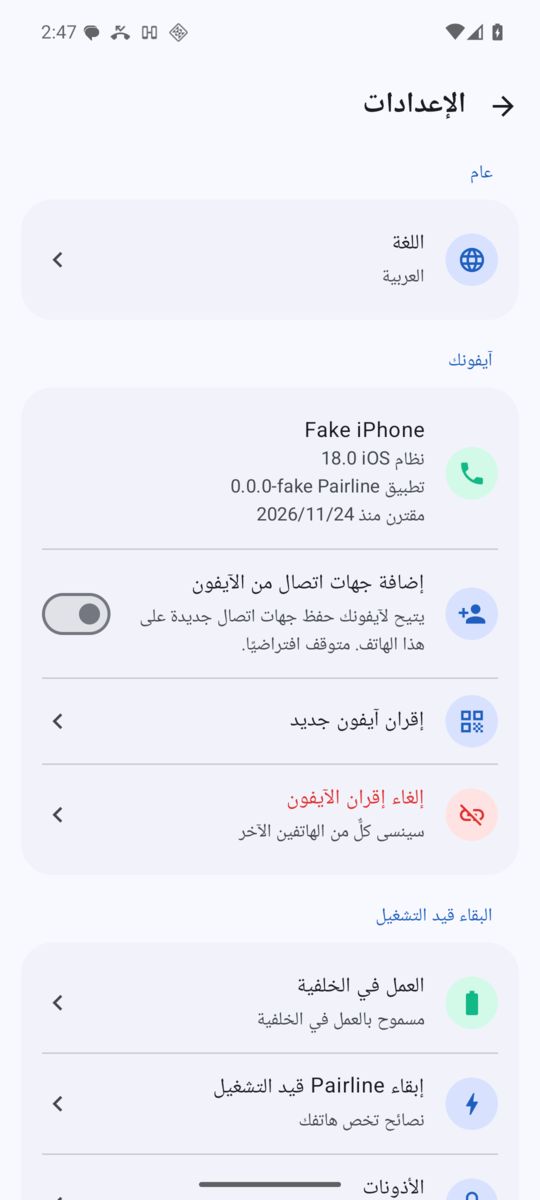 2:47
الإعدادات
عام
اللغة
العربية
آيفونك
Fake iPhone
نظام iOS 18.0
تطبيق Pairline 0.0.0-fake
مقترن منذ 2026/11/24
إضافة جهات اتصال من الآيفون
يتيح لآيفونك حفظ جهات اتصال جديدة على
هذا الهاتف. متوقف افتراضيًا.
إقران آيفون جديد
إلغاء إقران الآيفون
سينسى كلٌّ من الهاتفين الآخر
البقاء قيد التشغيل
العمل في الخلفية
مسموح بالعمل في الخلفية
إبقاء Pairline قيد التشغيل
نصائح تخص هاتفك
الأذونات